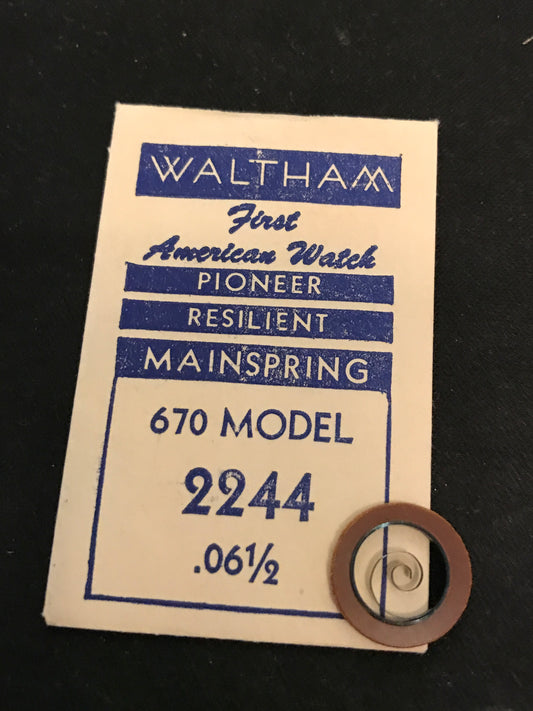 WALTHAM
First
American Watch
PIONEER
RESILIENT
MAINSPRING
670 MODEL
2244
.06½